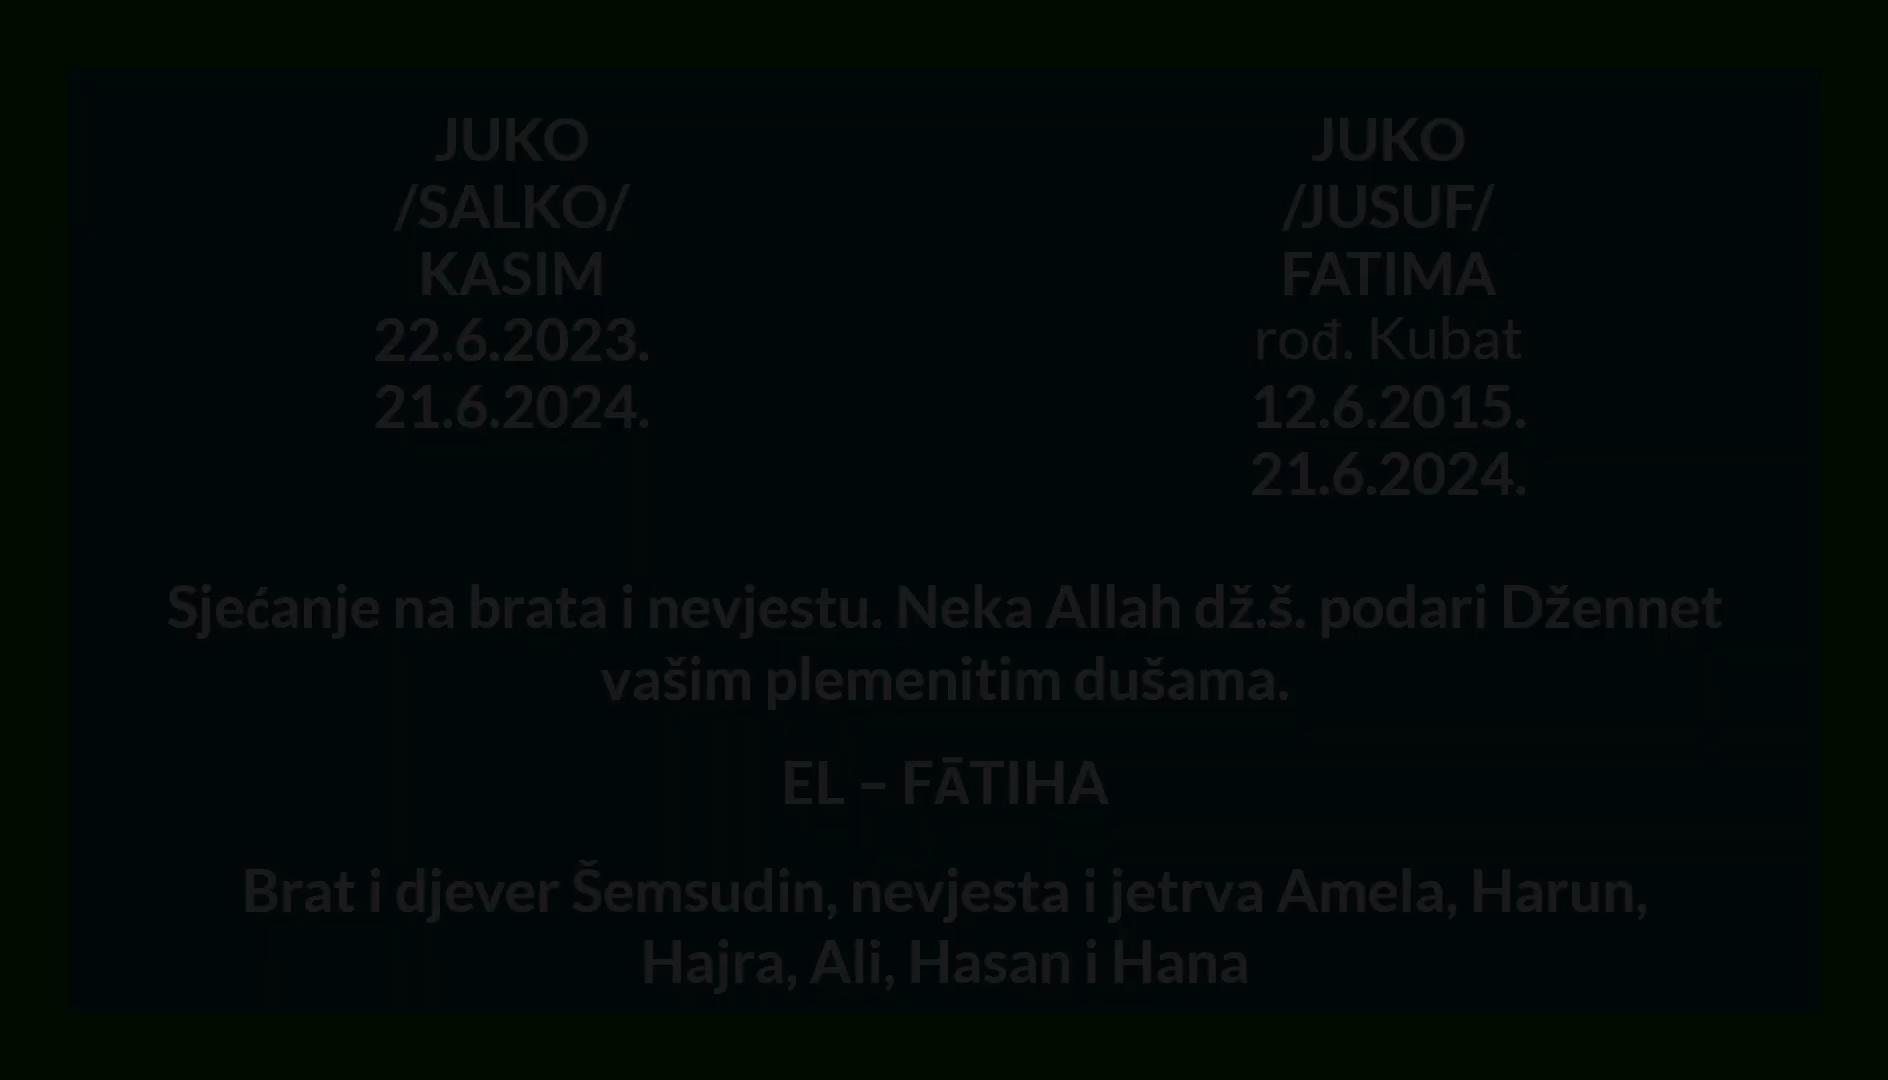 JUKO
/SALKO/
KASIM
22.6.2023.
21.6.2024.
JUKO
/JUSUF/
FATIMA
rođ. Kubat
12.6.2015.
21.6.2024.
Sjećanje na brata i nevjestu. Neka Allah dž.š. podari Džennet
vašim plemenitim dušama.
EL – FĀTIHA
Brat i djever Šemsudin, nevjesta i jetrva Amela, Harun,
Hajra, Ali, Hasan i Hana